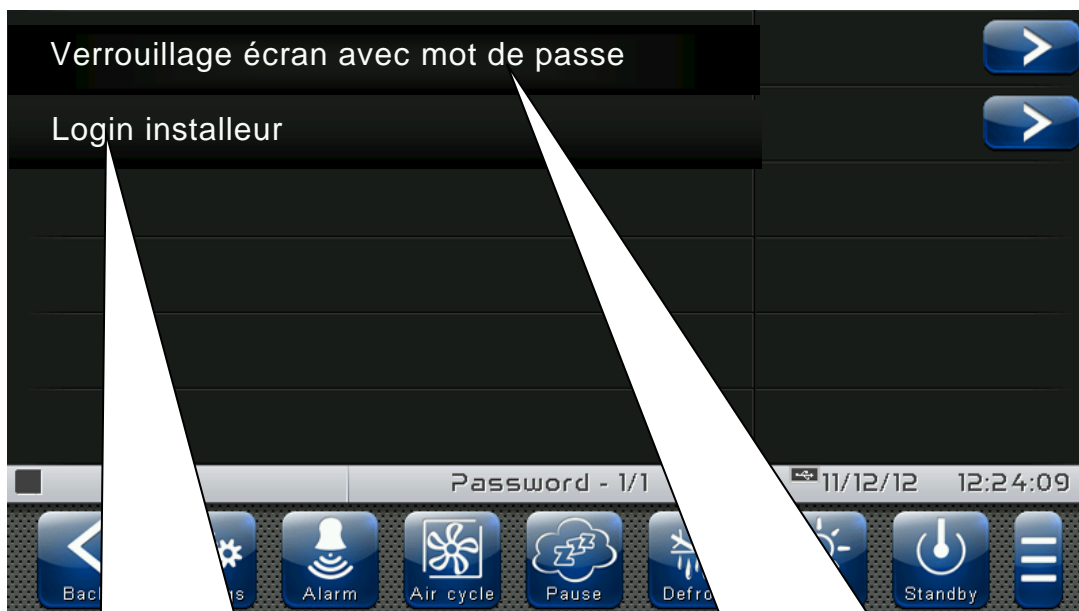 Verrouillage écran avec mot de passe
Login installeur
Password - 1/1 11/12/12 12:24:09
Alarm Air cycle Pause Standby